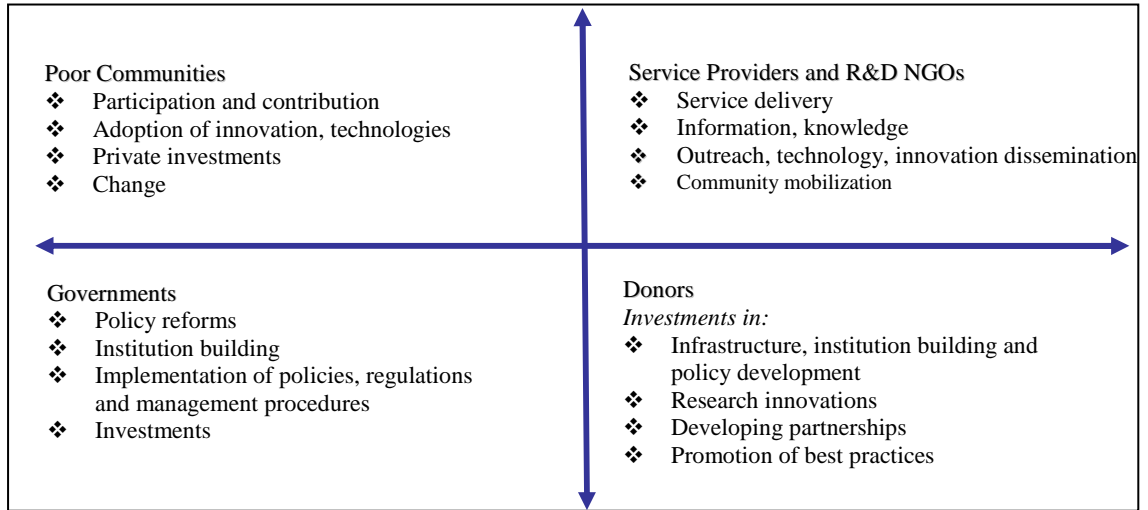 Poor Communities
❖ Participation and contribution
❖ Adoption of innovation, technologies
❖ Private investments
❖ Change
Service Providers and R&D NGOs
❖ Service delivery
❖ Information, knowledge
❖ Outreach, technology, innovation dissemination
❖ Community mobilization
Governments
❖ Policy reforms
❖ Institution building
❖ Implementation of policies, regulations
and management procedures
❖ Investments
Donors
Investments in:
❖ Infrastructure, institution building and
policy development
❖ Research innovations
❖ Developing partnerships
❖ Promotion of best practices